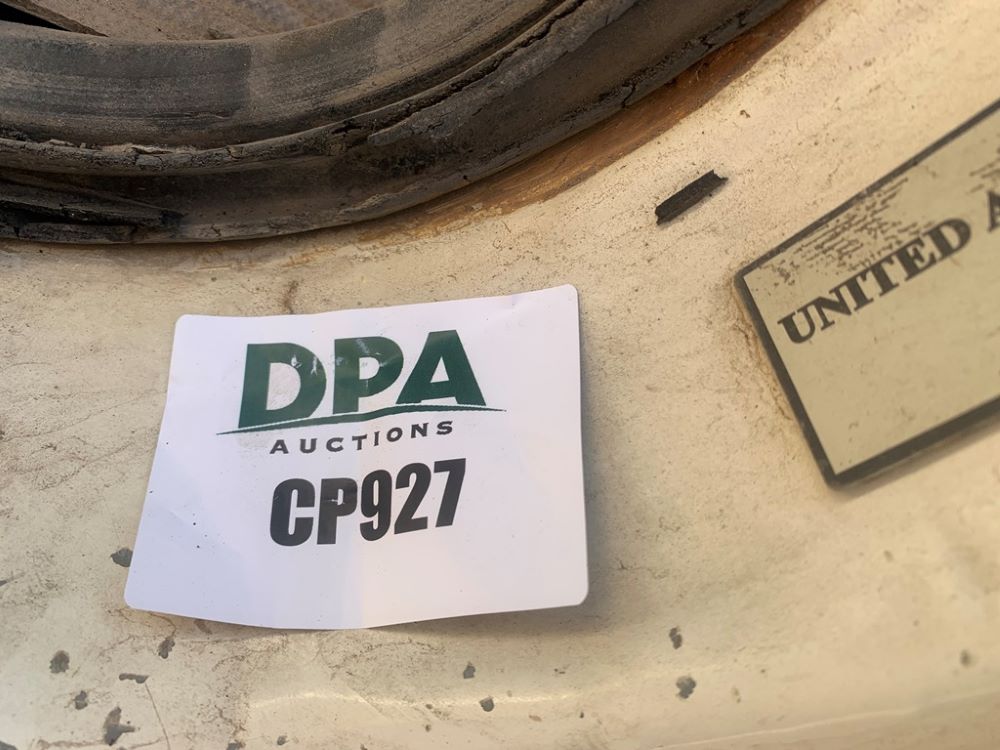 DPA
AUCTIONS
CP927
UNITED